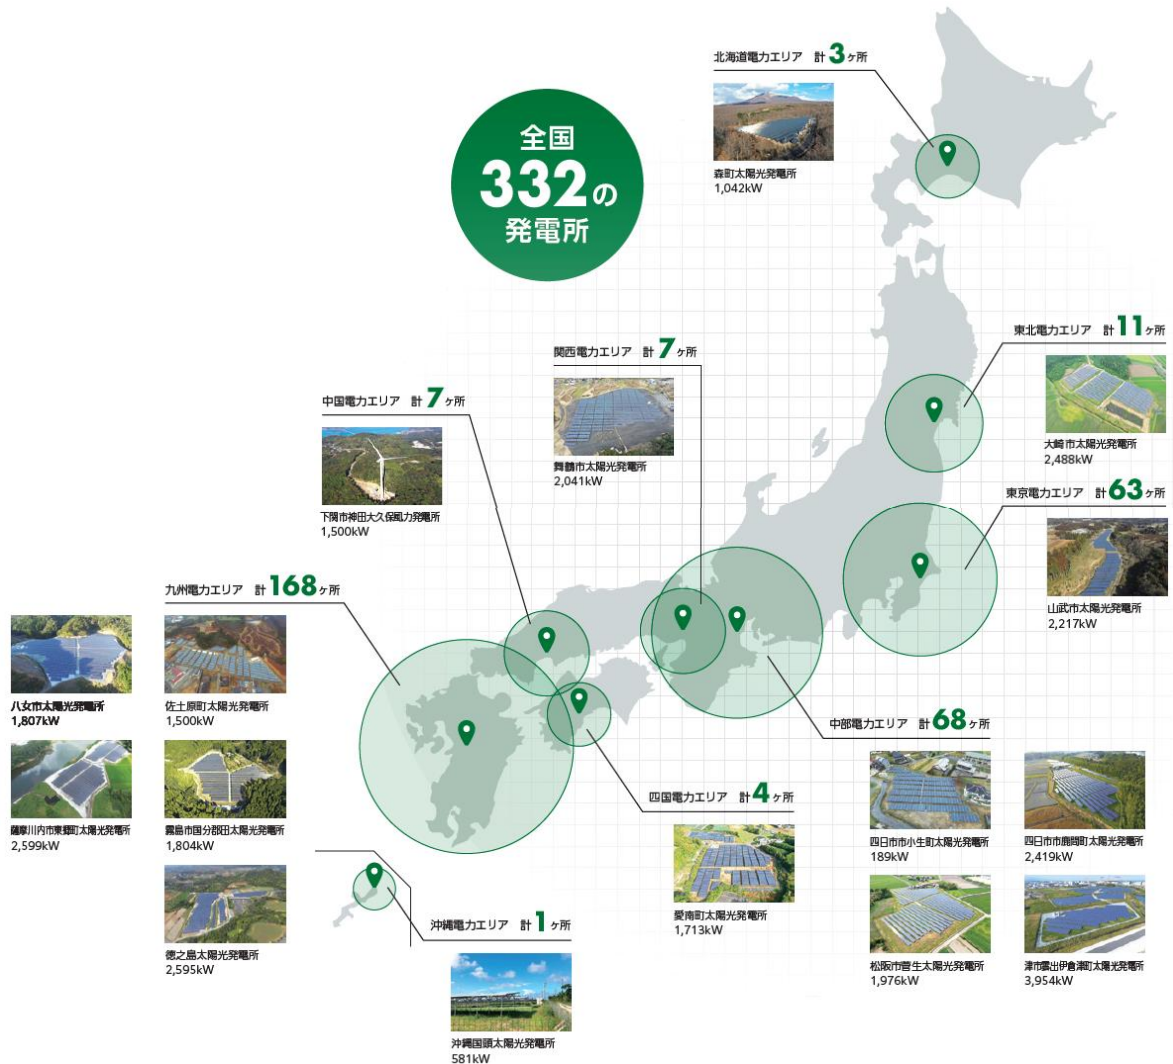 全国
332の
発電所
北海道電力エリア 計3ヶ所
森町太陽光発電所
1,042kW
東北電力エリア 計11ヶ所
大崎市太陽光発電所
2,488kW
関西電力エリア 計7ヶ所
舞鶴市太陽光発電所
2,041kW
中国電力エリア 計7ヶ所
下関市神田大久保風力発電所
1,500kW
東京電力エリア 計63ヶ所
山武市太陽光発電所
2,217kW
九州電力エリア 計168ヶ所
八女市太陽光発電所
1,807kW
佐土原町太陽光発電所
1,500kW
薩摩川内市東郷町太陽光発電所
2,599kW
霧島市国分郡田太陽光発電所
1,804kW
徳之島太陽光発電所
2,595kW
中部電力エリア 計68ヶ所
四日市市小生町太陽光発電所
189kW
四日市市鹿間町太陽光発電所
2,419kW
松阪市菅生太陽光発電所
1,976kW
津市雲出伊倉津町太陽光発電所
3,954kW
四国電力エリア 計4ヶ所
愛南町太陽光発電所
1,713kW
沖縄電力エリア 計1ヶ所
沖縄国頭太陽光発電所
581kW